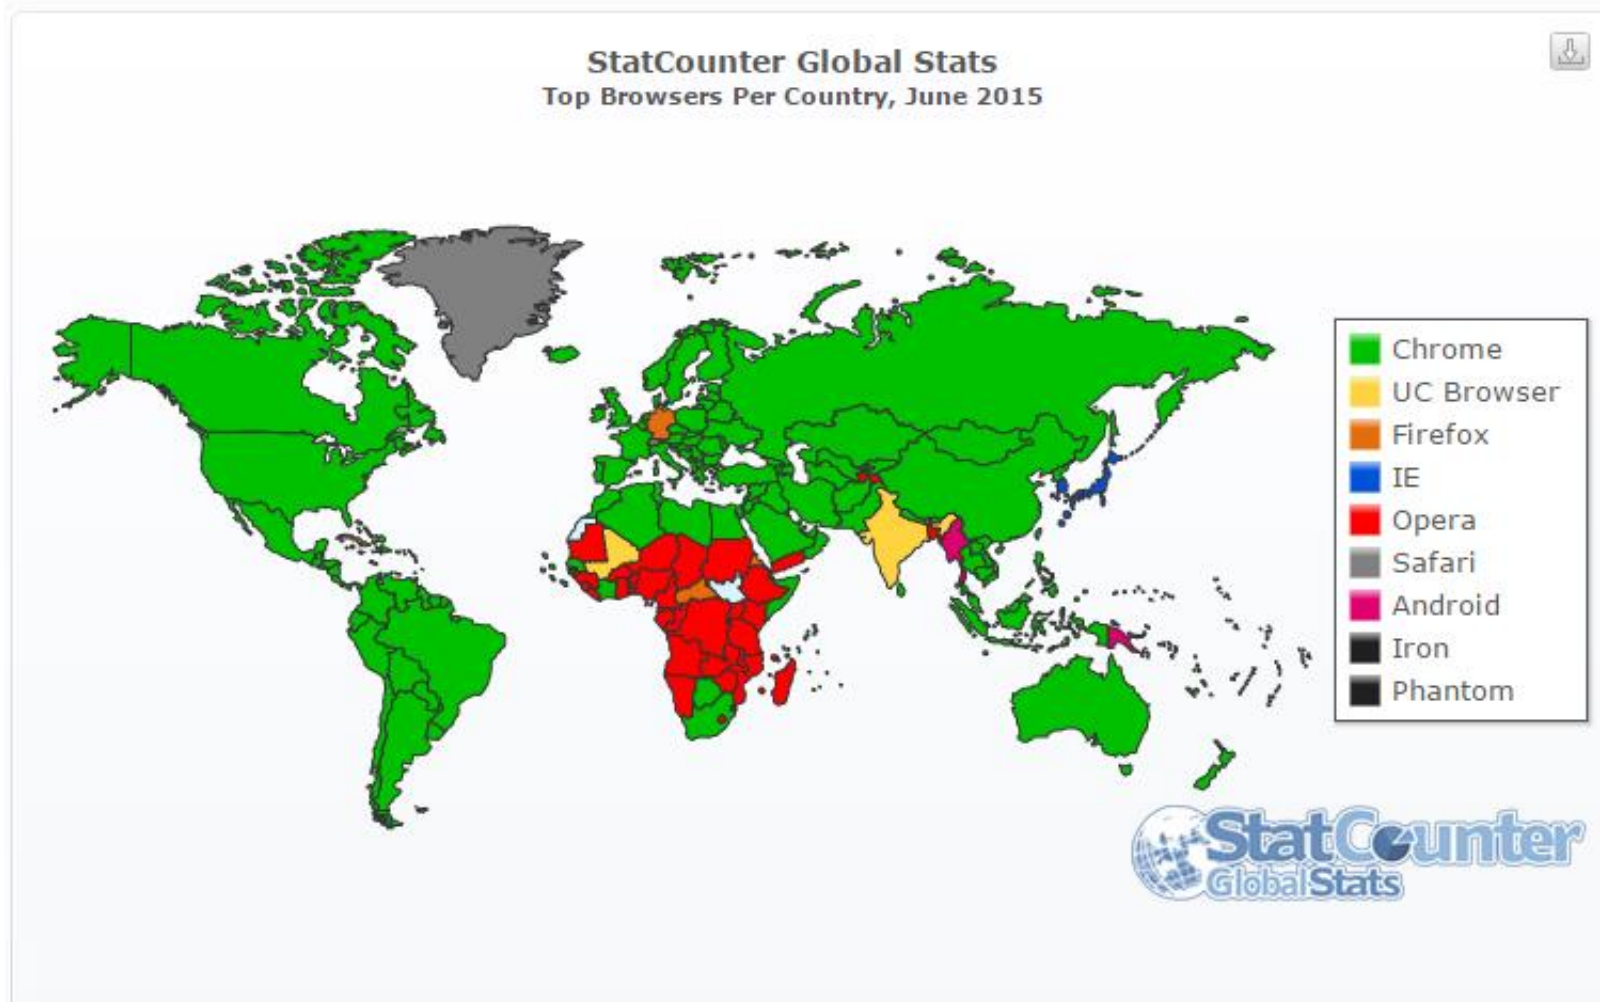 StatCounter Global Stats
Top Browsers Per Country, June 2015
Chrome
UC Browser
Firefox
IE
Opera
Safari
Android
Iron
Phantom
StatCounter
GlobalStats